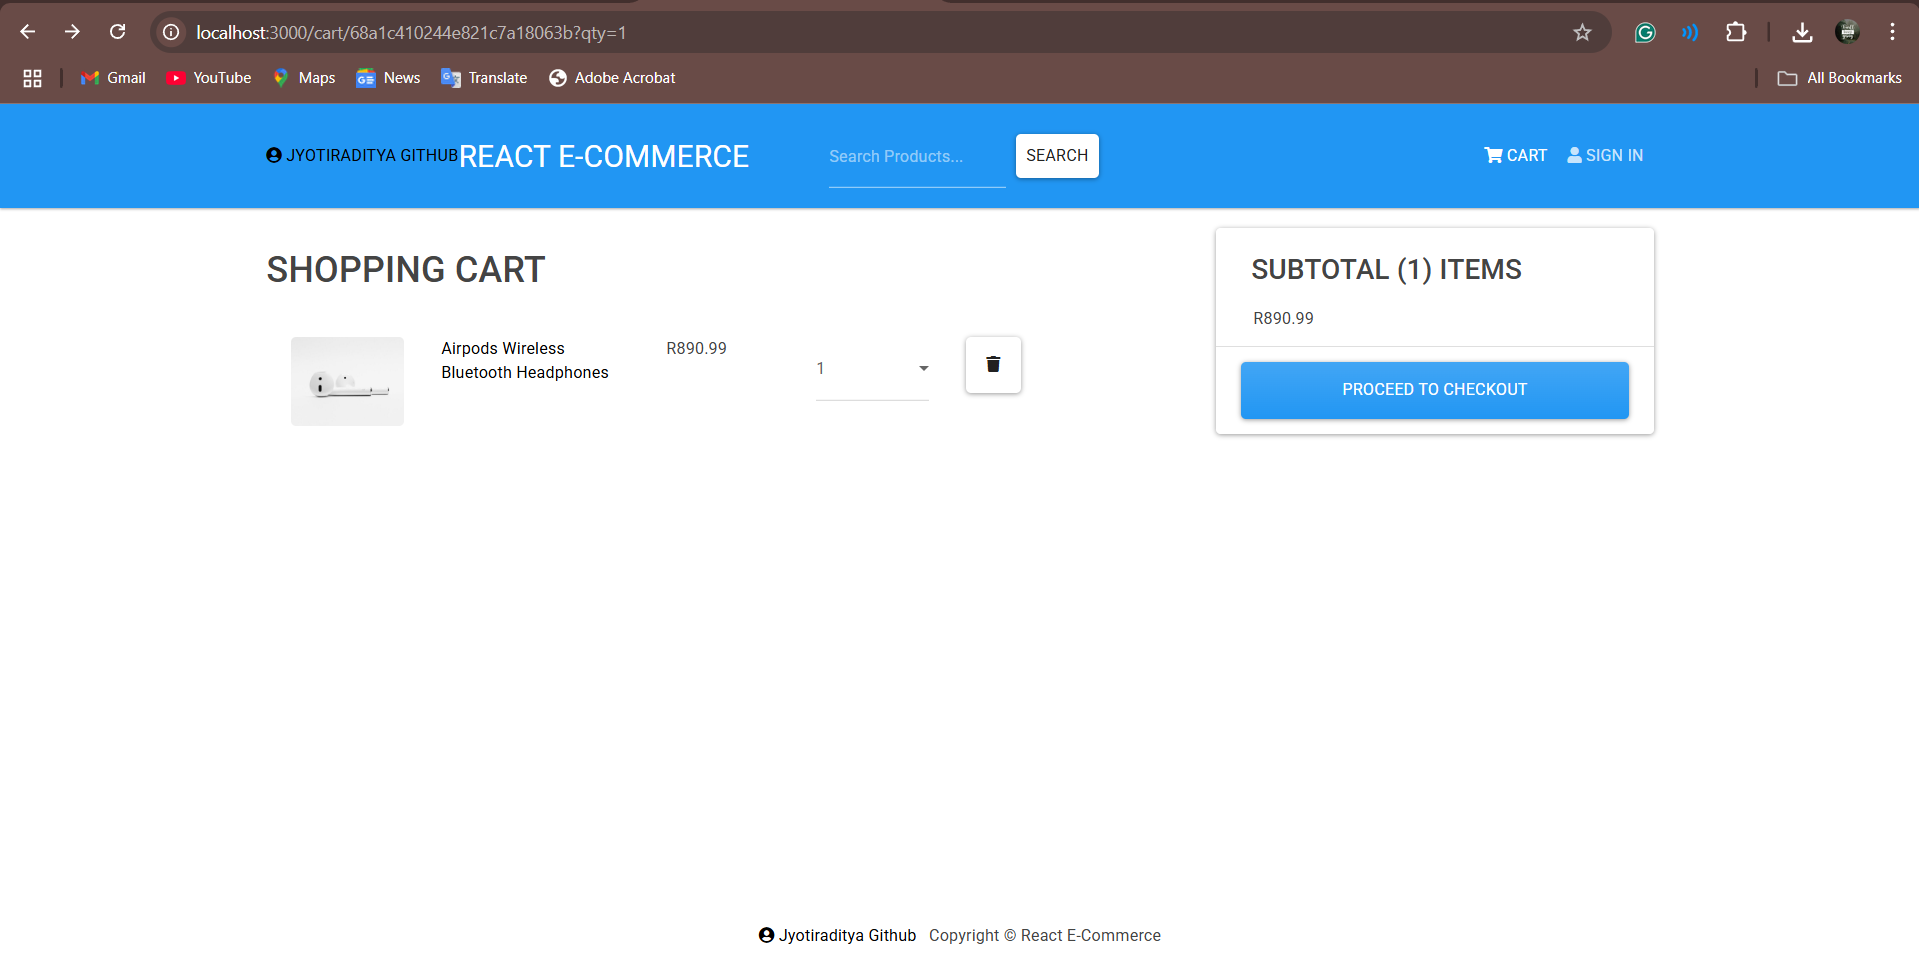 localhost:3000/cart/68a1c410244e821c7a18063b?qty=1
Gmail YouTube Maps News Translate Adobe Acrobat All Bookmarks
JYOTIRADITYA GITHUB REACT E-COMMERCE Search Products... SEARCH CART SIGN IN
SHOPPING CART
Airpods Wireless
Bluetooth Headphones
R890.99
1
SUBTOTAL (1) ITEMS
R890.99
PROCEED TO CHECKOUT
Jyotiraditya Github Copyright © React E-Commerce